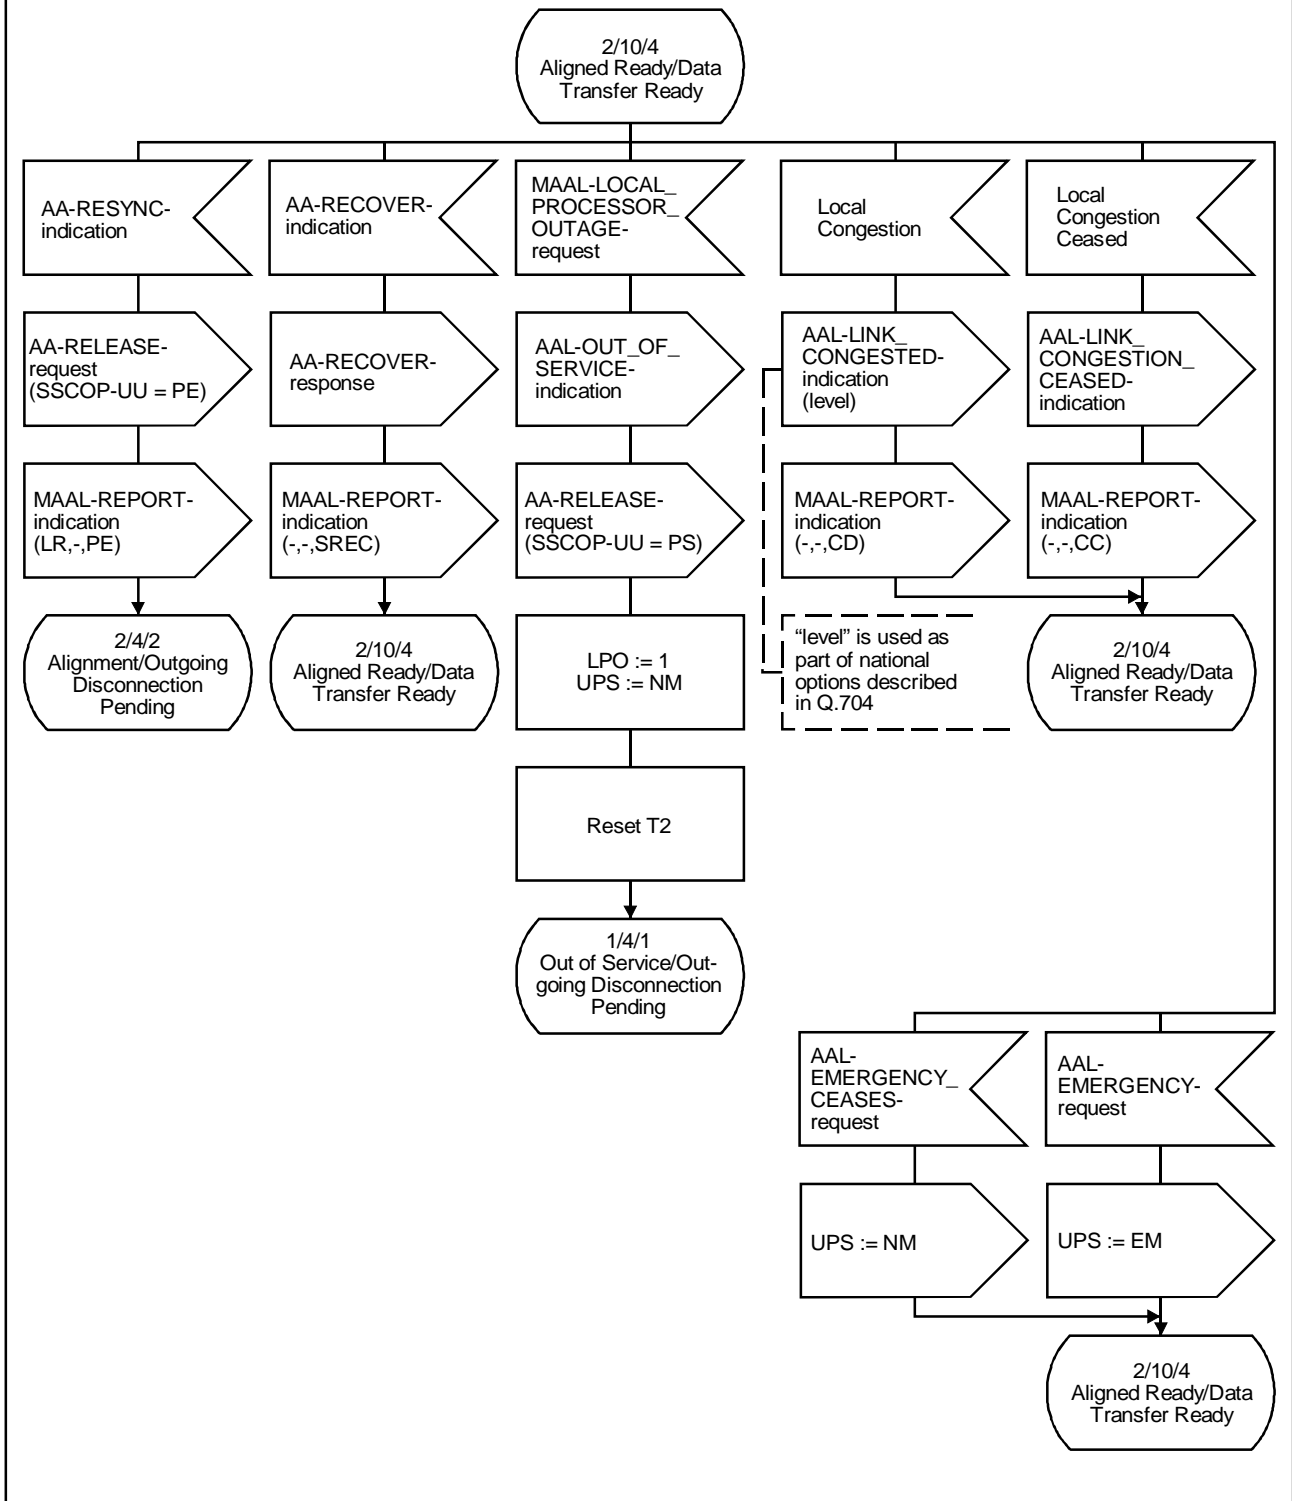 2/10/4
Aligned Ready/Data
Transfer Ready
AA-RESYNC-
indication
AA-RECOVER-
indication
MAAL-LOCAL_
PROCESSOR_
OUTAGE-
request
Local
Congestion
Local
Congestion
Ceased
AA-RELEASE-
request
(SSCOP-UU = PE)
AA-RECOVER-
response
AAL-OUT_OF_
SERVICE-
indication
AAL-LINK_
CONGESTED-
indication
(level)
AAL-LINK_
CONGESTION_
CEASED-
indication
MAAL-REPORT-
indication
(LR,-,PE)
MAAL-REPORT-
indication
(-,-,SREC)
AA-RELEASE-
request
(SSCOP-UU = PS)
MAAL-REPORT-
indication
(-,-,CD)
MAAL-REPORT-
indication
(-,-,CC)
2/4/2
Alignment/Outgoing
Disconnection
Pending
2/10/4
Aligned Ready/Data
Transfer Ready
LPO := 1
UPS := NM
“level” is used as
part of national
options described
in Q.704
2/10/4
Aligned Ready/Data
Transfer Ready
Reset T2
1/4/1
Out of Service/Out-
going Disconnection
Pending
AAL-
EMERGENCY_
CEASES-
request
AAL-
EMERGENCY-
request
UPS := NM
UPS := EM
2/10/4
Aligned Ready/Data
Transfer Ready